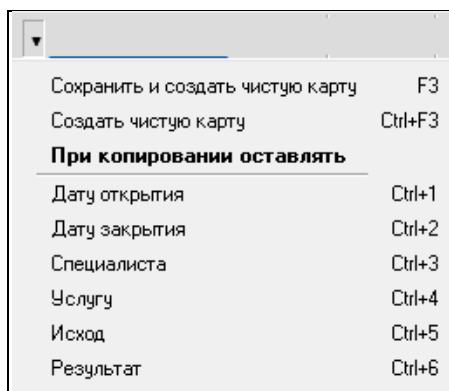 Сохранить и создать чистую карту F3
Создать чистую карту Ctrl+F3
При копировании оставлять
Дату открытия Ctrl+1
Дату закрытия Ctrl+2
Специалиста Ctrl+3
Услугу Ctrl+4
Исход Ctrl+5
Результат Ctrl+6